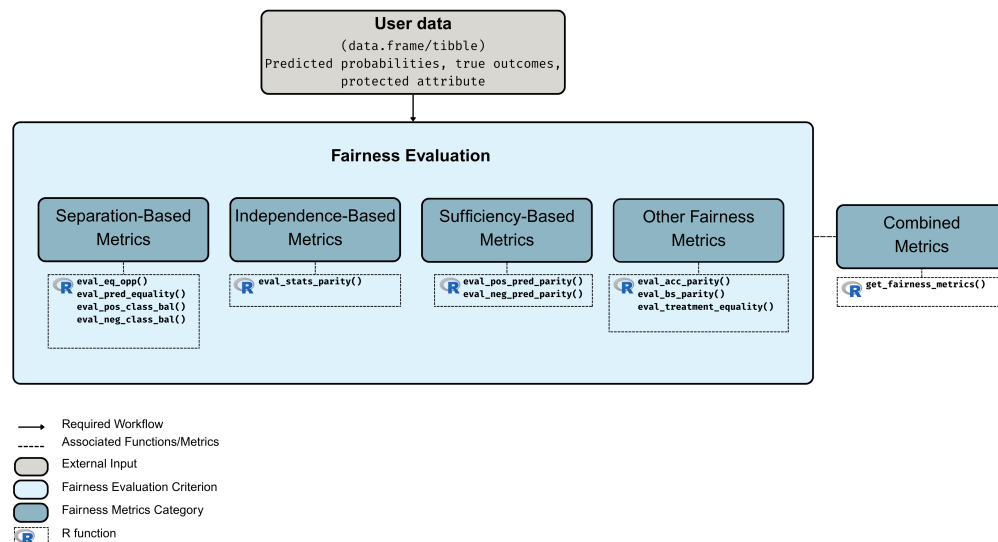 User data
(data.frame/tibble)
Predicted probabilities, true outcomes,
protected attribute
Fairness Evaluation
Separation-Based
Metrics
R
eval_eq_opp()
eval_pred_equality()
eval_pos_class_bal()
eval_neg_class_bal()
Independence-Based
Metrics
R
eval_stats_parity()
Sufficiency-Based
Metrics
R
eval_pos_pred_parity()
eval_neg_pred_parity()
Other Fairness
Metrics
R
eval_acc_parity()
eval_bs_parity()
eval_treatment_equality()
Combined
Metrics
R
get_fairness_metrics()
Required Workflow
Associated Functions/Metrics
External Input
Fairness Evaluation Criterion
Fairness Metrics Category
R
R function